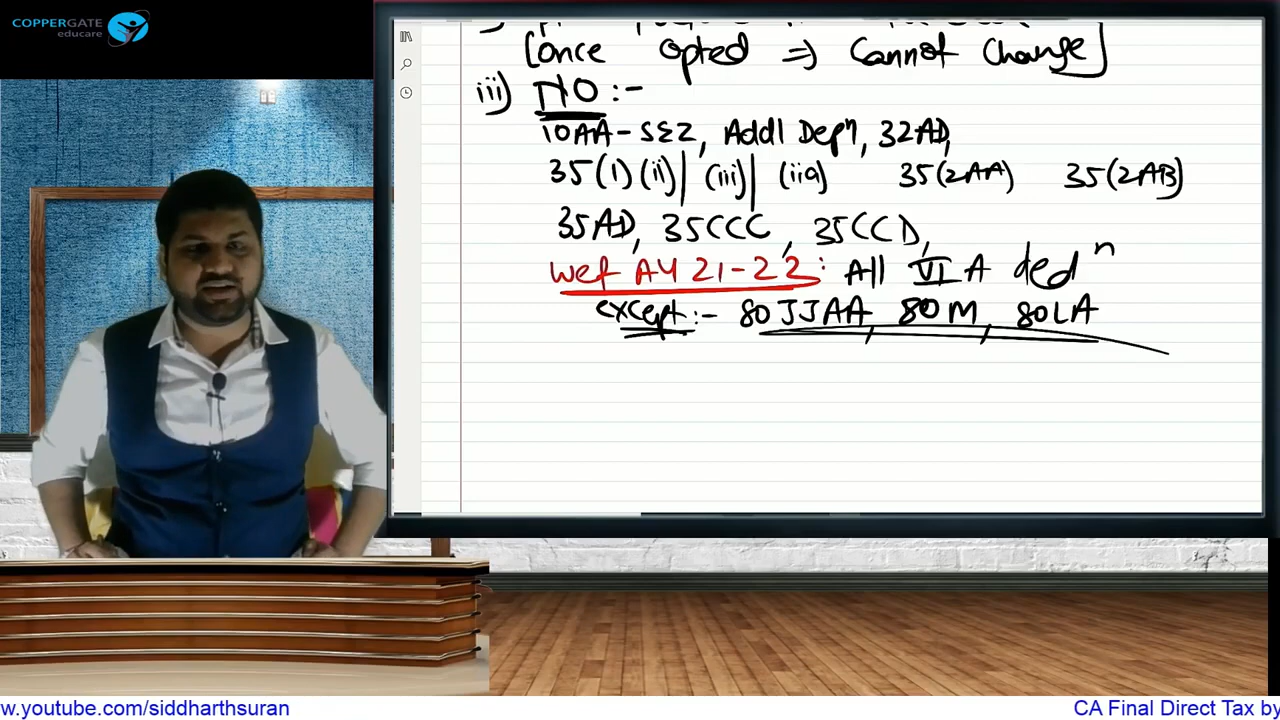 COPPERGATE
educare
[once opted => Cannot Change]
iii) NO :-
10AA - SEZ, Addl Depn, 32AD,
35(1)(ii)| (iii)| (iia) 35(2AA) 35(2AB)
35AD, 35CCC, 35CCD,
wef AY 21-22: All VI A dedn
except :- 80JJAA, 80M, 80LA
w.youtube.com/siddharthsuran
CA Final Direct Tax by